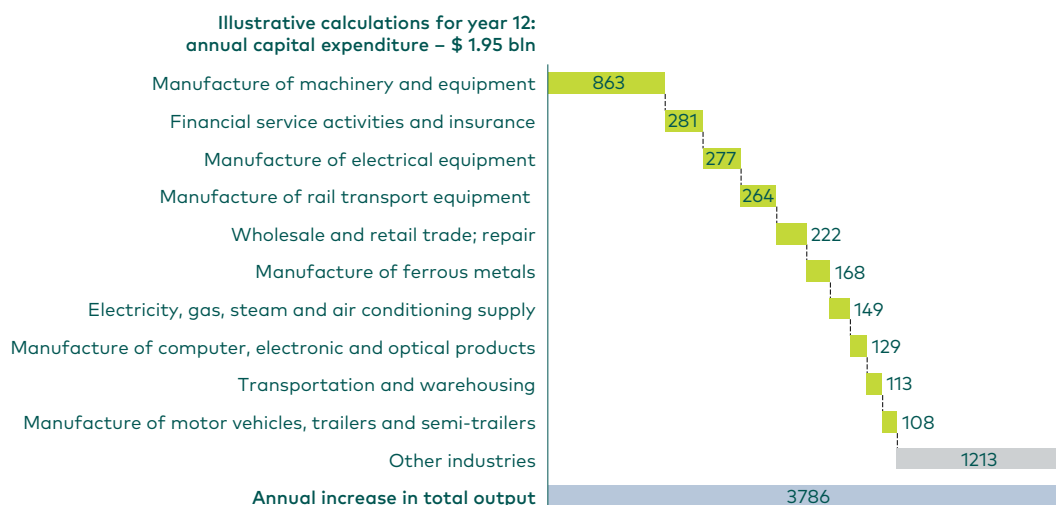 Illustrative calculations for year 12:
annual capital expenditure – $ 1.95 bln
Manufacture of machinery and equipment 863
Financial service activities and insurance 281
Manufacture of electrical equipment 277
Manufacture of rail transport equipment 264
Wholesale and retail trade; repair 222
Manufacture of ferrous metals 168
Electricity, gas, steam and air conditioning supply 149
Manufacture of computer, electronic and optical products 129
Transportation and warehousing 113
Manufacture of motor vehicles, trailers and semi-trailers 108
Other industries 1213
Annual increase in total output 3786